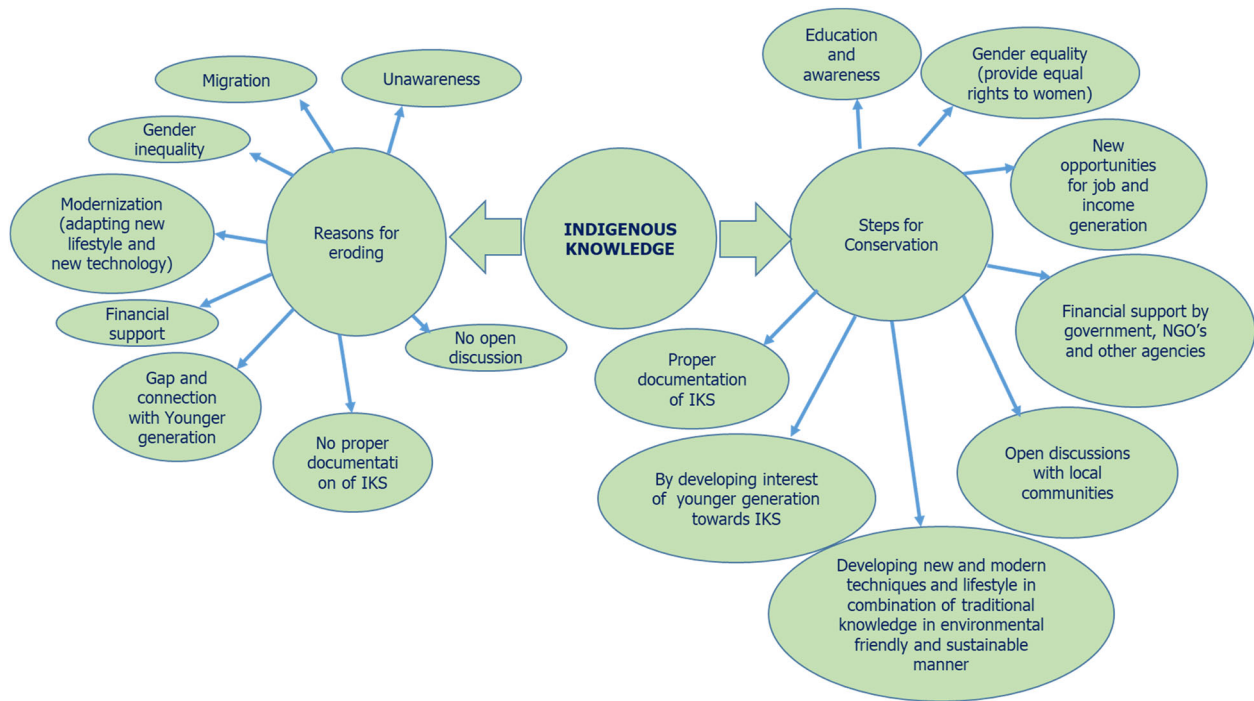 Migration
Unawareness
Gender
inequality
Modernization
(adapting new
lifestyle and
new technology)
Financial
support
Gap and
connection
with Younger
generation
No proper
documentati
on of IKS
No open
discussion
Reasons for
eroding
INDIGENOUS
KNOWLEDGE
Steps for
Conservation
Education
and
awareness
Gender equality
(provide equal
rights to women)
New
opportunities
for job and
income
generation
Financial support by
government, NGO’s
and other agencies
Open discussions
with local
communities
Developing new and modern
techniques and lifestyle in
combination of traditional
knowledge in environmental
friendly and sustainable
manner
By developing interest
of younger generation
towards IKS
Proper
documentation
of IKS